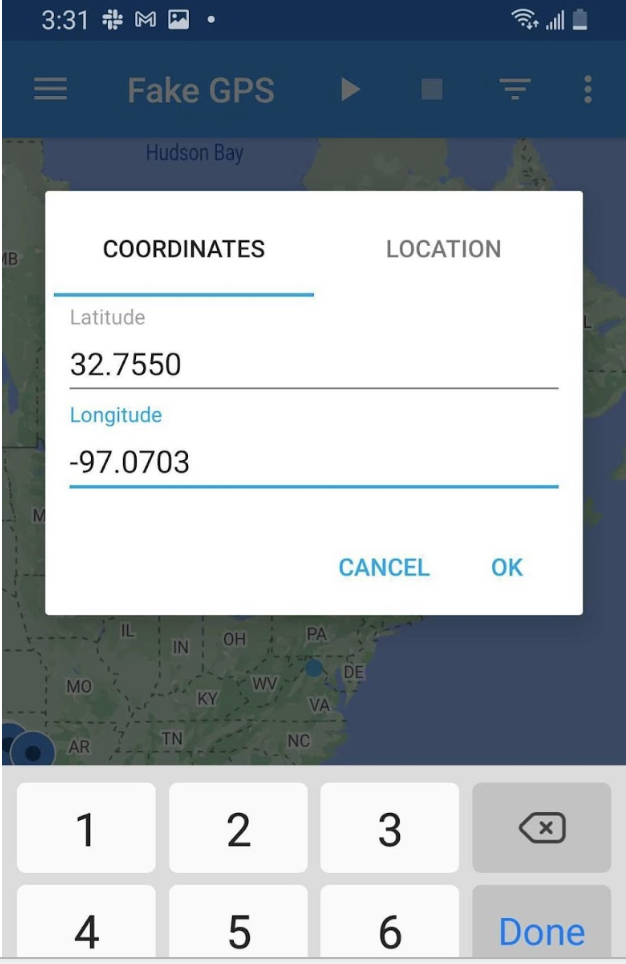 3:31
Fake GPS
Hudson Bay
COORDINATES LOCATION
MB
Latitude
32.7550
Longitude
-97.0703
CANCEL OK
IL IN OH PA
MO KY WV DE
VA
AR TN NC
1 2 3
4 5 6 Done